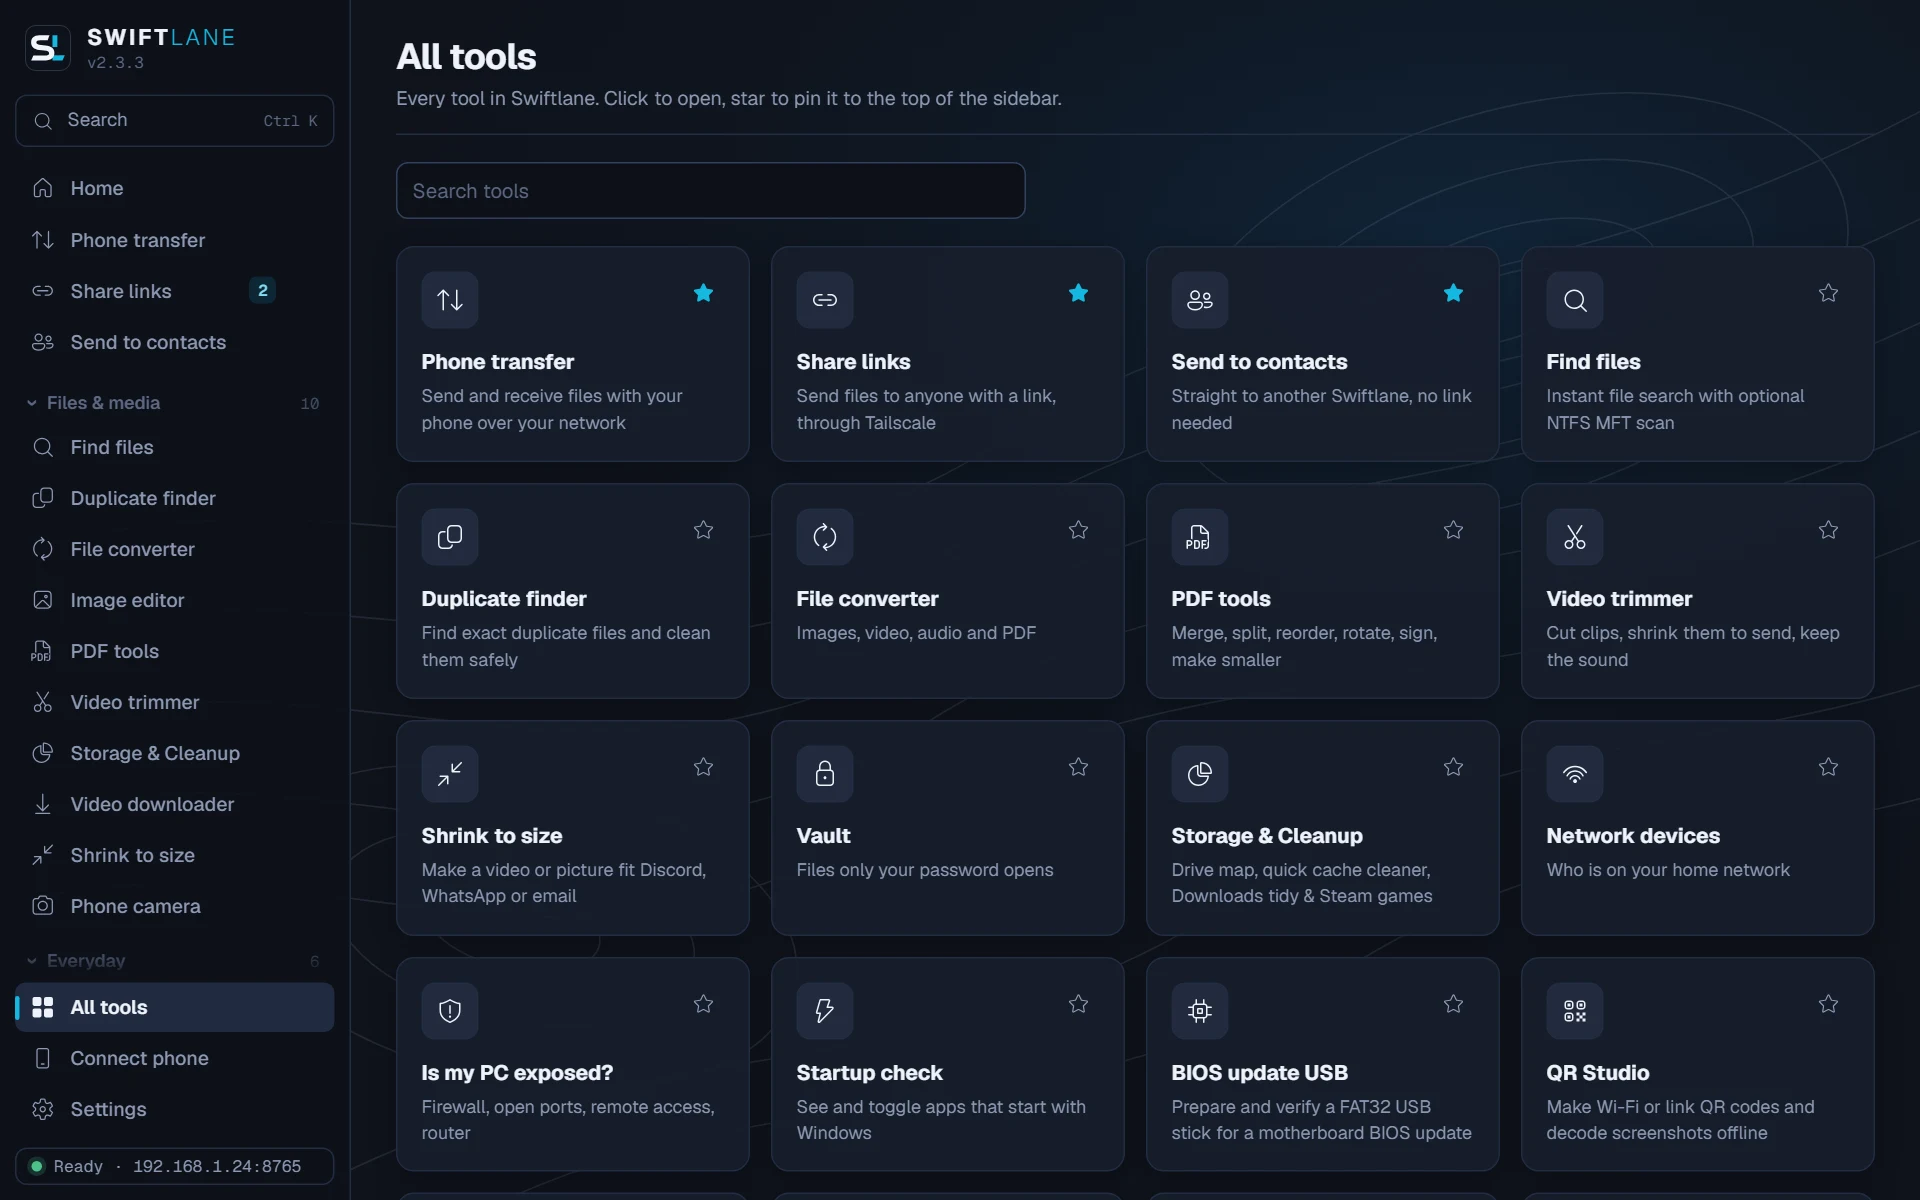 SWIFTLANE
v2.3.3
Search Ctrl K
Home
Phone transfer
Share links 2
Send to contacts
Files & media 10
Find files
Duplicate finder
File converter
Image editor
PDF tools
Video trimmer
Storage & Cleanup
Video downloader
Shrink to size
Phone camera
Everyday 6
All tools
Connect phone
Settings
Ready · 192.168.1.24:8765
All tools
Every tool in Swiftlane. Click to open, star to pin it to the top of the sidebar.
Search tools
Phone transfer
Send and receive files with your
phone over your network
Share links
Send files to anyone with a link,
through Tailscale
Send to contacts
Straight to another Swiftlane, no link
needed
Find files
Instant file search with optional
NTFS MFT scan
Duplicate finder
Find exact duplicate files and clean
them safely
File converter
Images, video, audio and PDF
PDF
PDF tools
Merge, split, reorder, rotate, sign,
make smaller
Video trimmer
Cut clips, shrink them to send, keep
the sound
Shrink to size
Make a video or picture fit Discord,
WhatsApp or email
Vault
Files only your password opens
Storage & Cleanup
Drive map, quick cache cleaner,
Downloads tidy & Steam games
Network devices
Who is on your home network
Is my PC exposed?
Firewall, open ports, remote access,
router
Startup check
See and toggle apps that start with
Windows
BIOS update USB
Prepare and verify a FAT32 USB
stick for a motherboard BIOS update
QR Studio
Make Wi-Fi or link QR codes and
decode screenshots offline